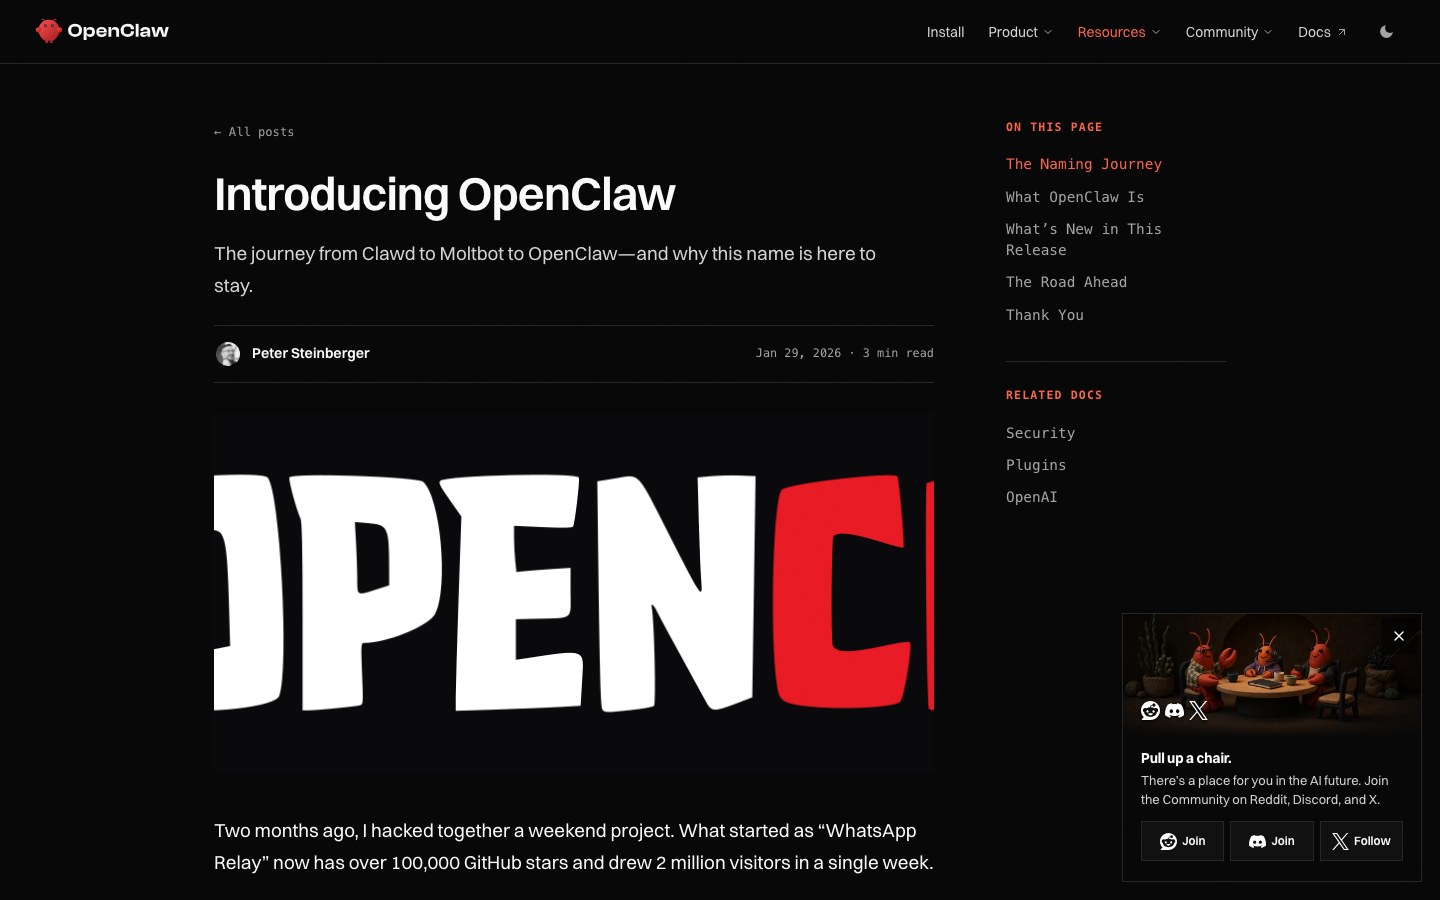 OpenClaw
Install
Product
Resources
Community
Docs ↗
← All posts
Introducing OpenClaw
The journey from Clawd to Moltbot to OpenClaw—and why this name is here to
stay.
Peter Steinberger
Jan 29, 2026 · 3 min read
OPENC
Two months ago, I hacked together a weekend project. What started as “WhatsApp
Relay” now has over 100,000 GitHub stars and drew 2 million visitors in a single week.
ON THIS PAGE
The Naming Journey
What OpenClaw Is
What’s New in This
Release
The Road Ahead
Thank You
RELATED DOCS
Security
Plugins
OpenAI
Pull up a chair.
There’s a place for you in the AI future. Join
the Community on Reddit, Discord, and X.
Join
Join
Follow